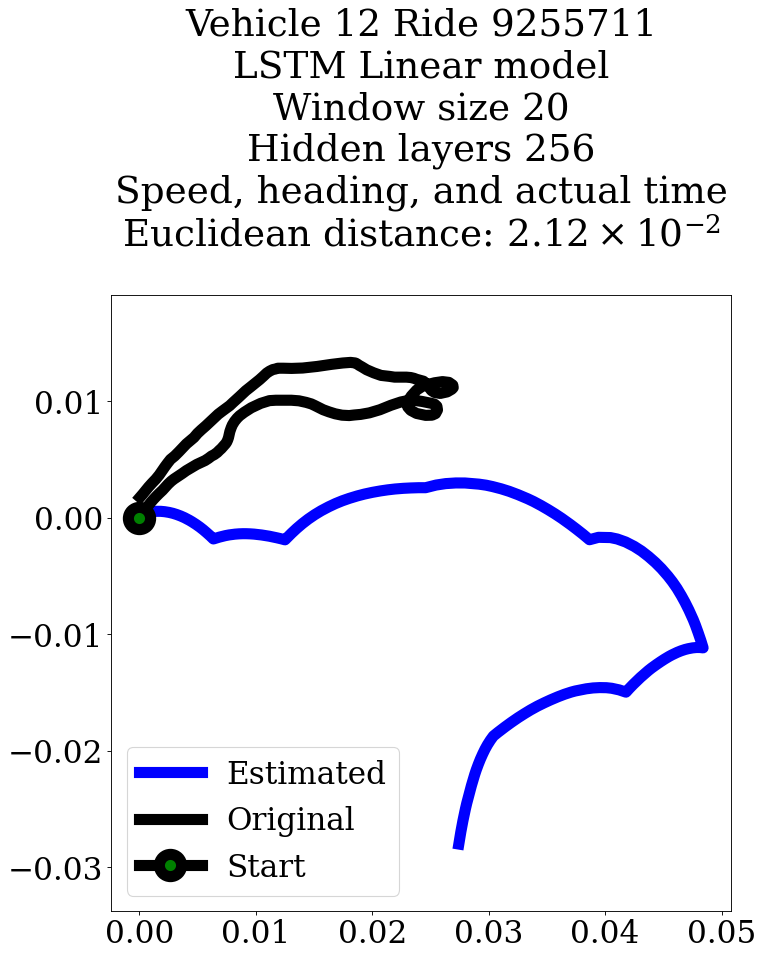 Vehicle 12 Ride 9255711
LSTM Linear model
Window size 20
Hidden layers 256
Speed, heading, and actual time
Euclidean distance: 2.12 × 10⁻²
0.01
0.00
−0.01
−0.02
−0.03
Estimated
Original
Start
0.00 0.01 0.02 0.03 0.04 0.05